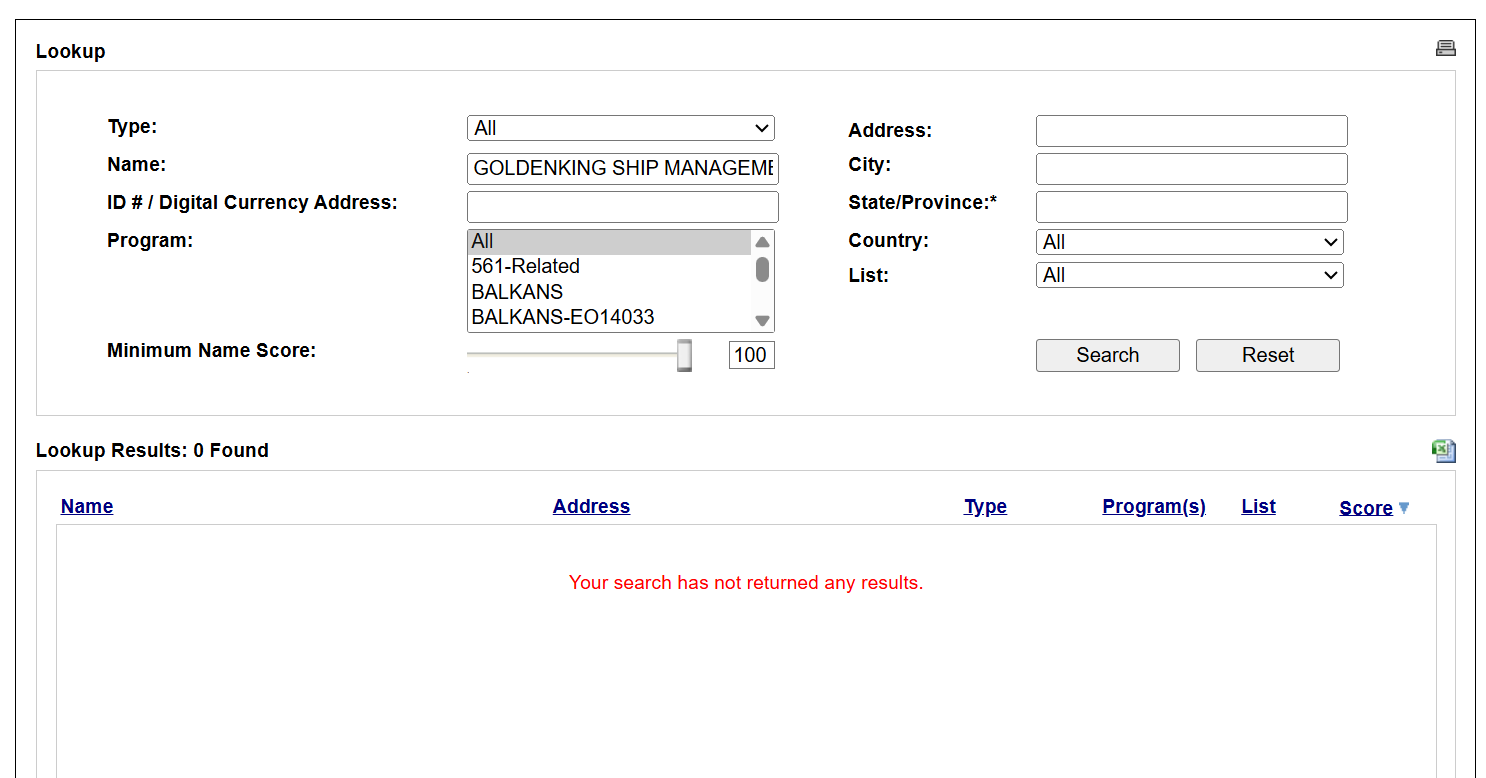 Lookup
Type: All Address:
Name: GOLDENKING SHIP MANAGEME City:
ID # / Digital Currency Address: State/Province:*
Program: All Country: All
561-Related
BALKANS List: All
BALKANS-EO14033
Minimum Name Score: 100 Search Reset
Lookup Results: 0 Found
Name Address Type Program(s) List Score
Your search has not returned any results.